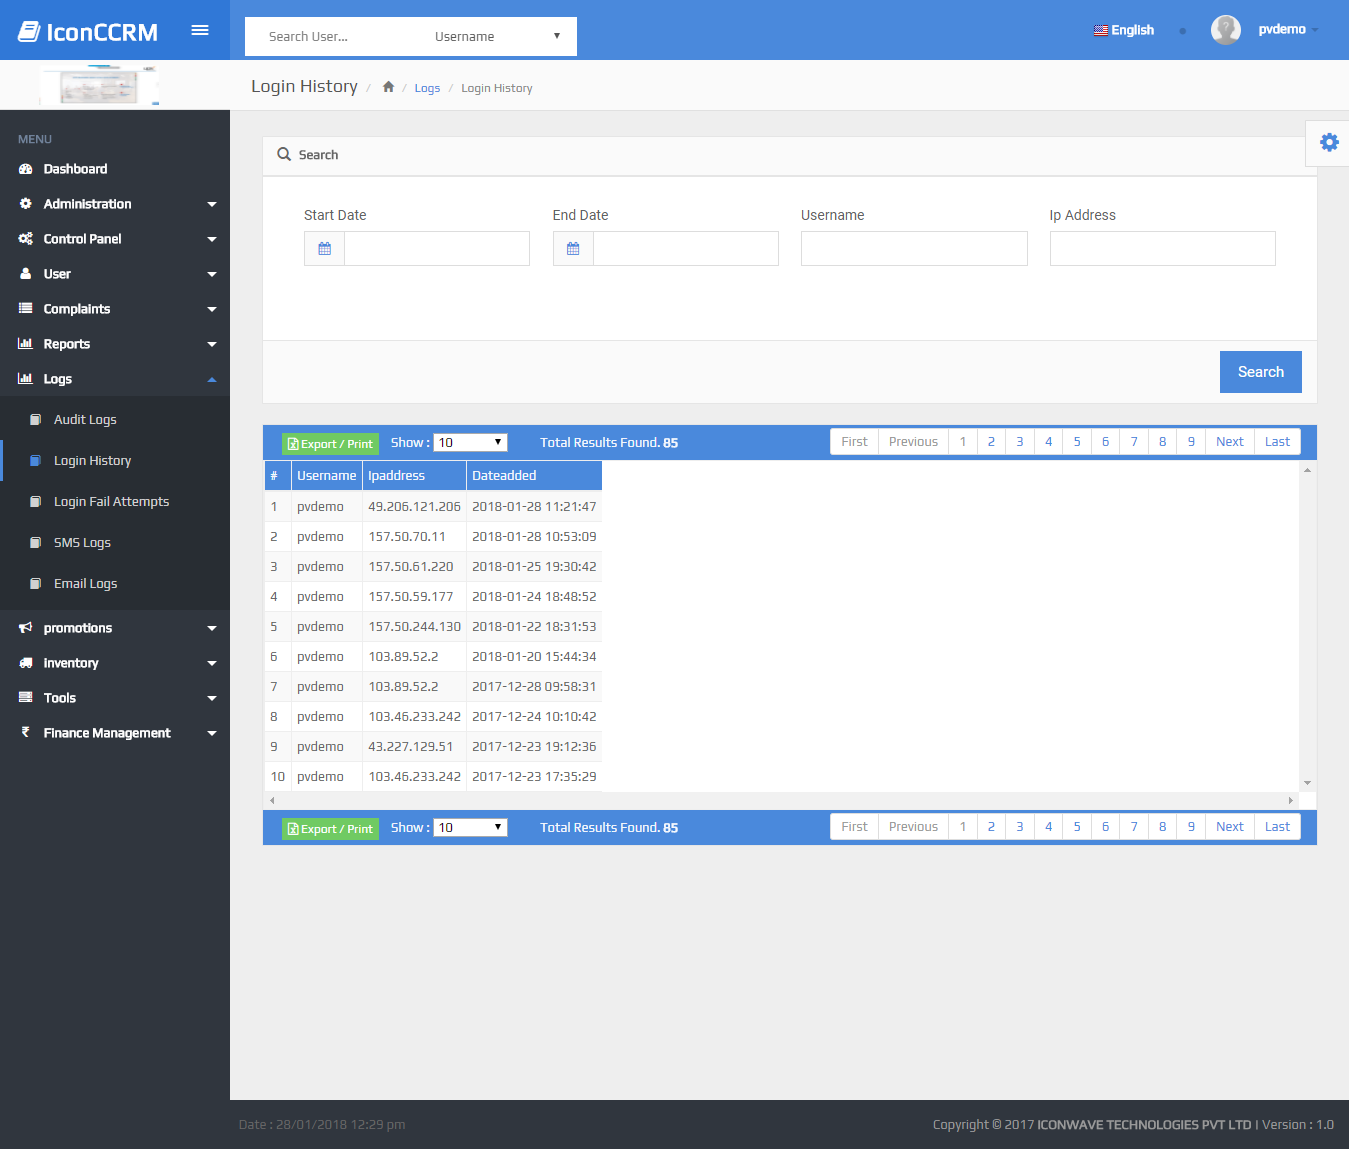 IconCCRM
Search User... Username
English
pvdemo
Login History / / Logs / Login History
MENU
Dashboard
Administration
Control Panel
User
Complaints
Reports
Logs
Audit Logs
Login History
Login Fail Attempts
SMS Logs
Email Logs
promotions
inventory
Tools
Finance Management
Search
Start Date End Date Username Ip Address
Search
Export / Print Show : 10 Total Results Found. 85 First Previous 1 2 3 4 5 6 7 8 9 Next Last
# Username Ipaddress Dateadded
1 pvdemo 49.206.121.206 2018-01-28 11:21:47
2 pvdemo 157.50.70.11 2018-01-28 10:53:09
3 pvdemo 157.50.61.220 2018-01-25 19:30:42
4 pvdemo 157.50.59.177 2018-01-24 18:48:52
5 pvdemo 157.50.244.130 2018-01-22 18:31:53
6 pvdemo 103.89.52.2 2018-01-20 15:44:34
7 pvdemo 103.89.52.2 2017-12-28 09:58:31
8 pvdemo 103.46.233.242 2017-12-24 10:10:42
9 pvdemo 43.227.129.51 2017-12-23 19:12:36
10 pvdemo 103.46.233.242 2017-12-23 17:35:29
Export / Print Show : 10 Total Results Found. 85 First Previous 1 2 3 4 5 6 7 8 9 Next Last
Date : 28/01/2018 12:29 pm
Copyright © 2017 ICONWAVE TECHNOLOGIES PVT LTD | Version : 1.0